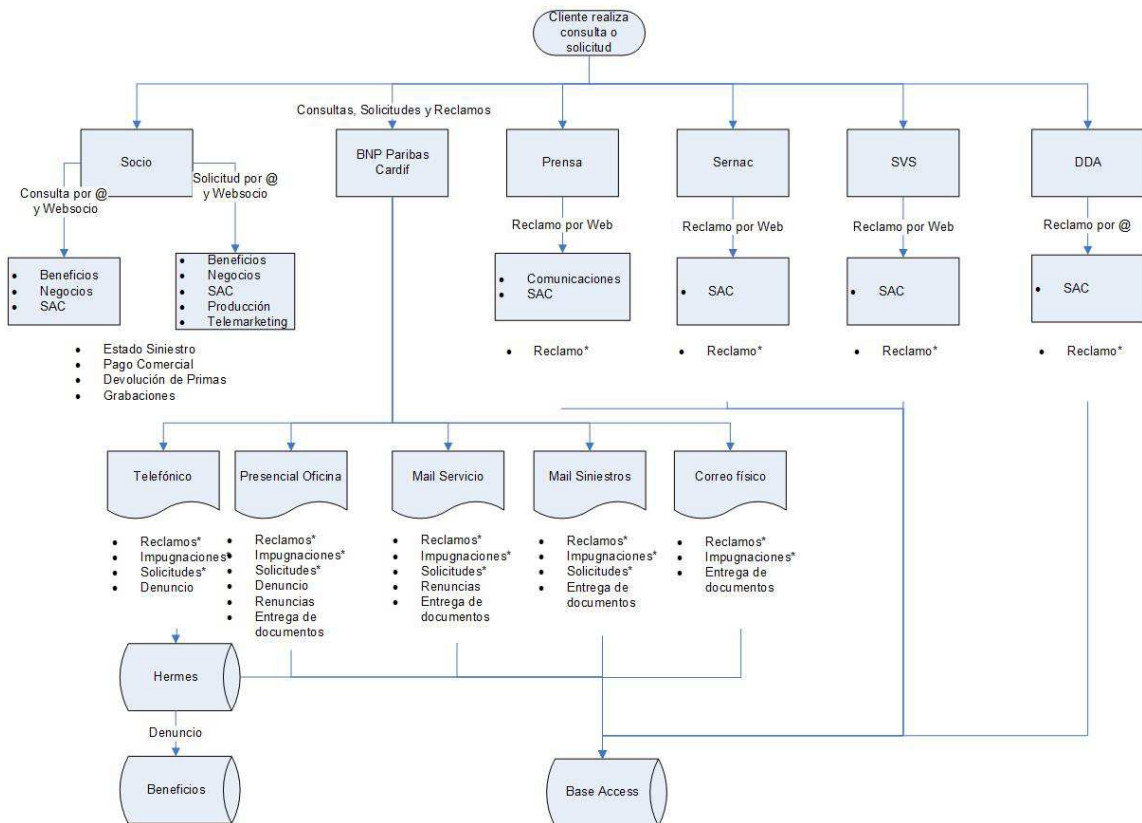 Cliente realiza
consulta o
solicitud
Consultas, Solicitudes y Reclamos
Socio
BNP Paribas
Cardif
Prensa
Sernac
SVS
DDA
Consulta por @
y Websocio
Solicitud por @
y Websocio
Reclamo por Web
Reclamo por Web
Reclamo por Web
Reclamo por @
• Beneficios
• Negocios
• SAC
• Beneficios
• Negocios
• SAC
• Producción
• Telemarketing
• Comunicaciones
• SAC
• SAC
• SAC
• SAC
• Estado Siniestro
• Pago Comercial
• Devolución de Primas
• Grabaciones
• Reclamo*
• Reclamo*
• Reclamo*
• Reclamo*
Telefónico
Presencial Oficina
Mail Servicio
Mail Siniestros
Correo físico
• Reclamos*
• Impugnaciones*
• Solicitudes*
• Denuncio
• Reclamos*
• Impugnaciones*
• Solicitudes*
• Denuncio
• Renuncias
• Entrega de
documentos
• Reclamos*
• Impugnaciones*
• Solicitudes*
• Renuncias
• Entrega de
documentos
• Reclamos*
• Impugnaciones*
• Solicitudes*
• Entrega de
documentos
• Reclamos*
• Impugnaciones*
• Entrega de
documentos
Hermes
Denuncio
Beneficios
Base Access